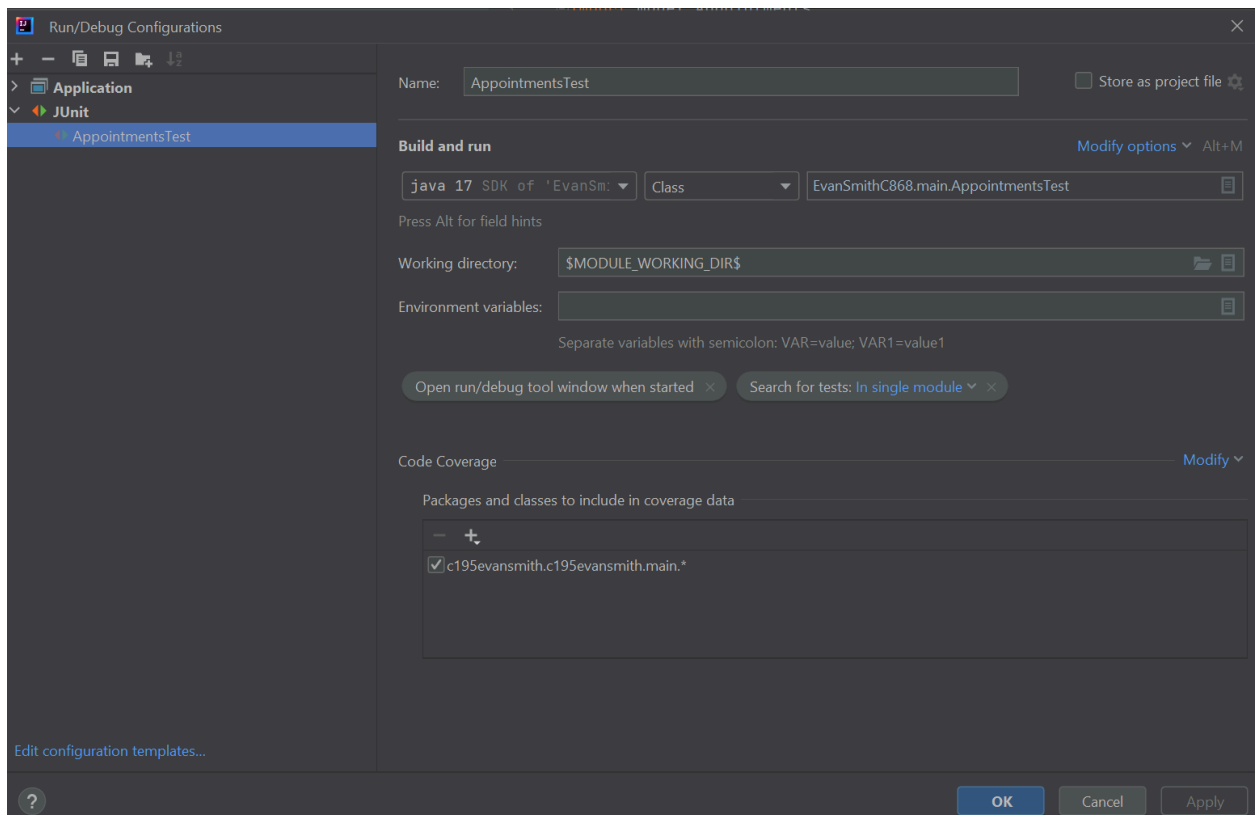 Run/Debug Configurations
Application
JUnit
AppointmentsTest
Edit configuration templates...
Name: AppointmentsTest Store as project file
Build and run Modify options Alt+M
java 17 SDK of 'EvanSm: Class EvanSmithC868.main.AppointmentsTest
Press Alt for field hints
Working directory: $MODULE_WORKING_DIR$
Environment variables:
Separate variables with semicolon: VAR=value; VAR1=value1
Open run/debug tool window when started × Search for tests: In single module ×
Code Coverage Modify
Packages and classes to include in coverage data
c195evansmith.c195evansmith.main.*
? OK Cancel Apply